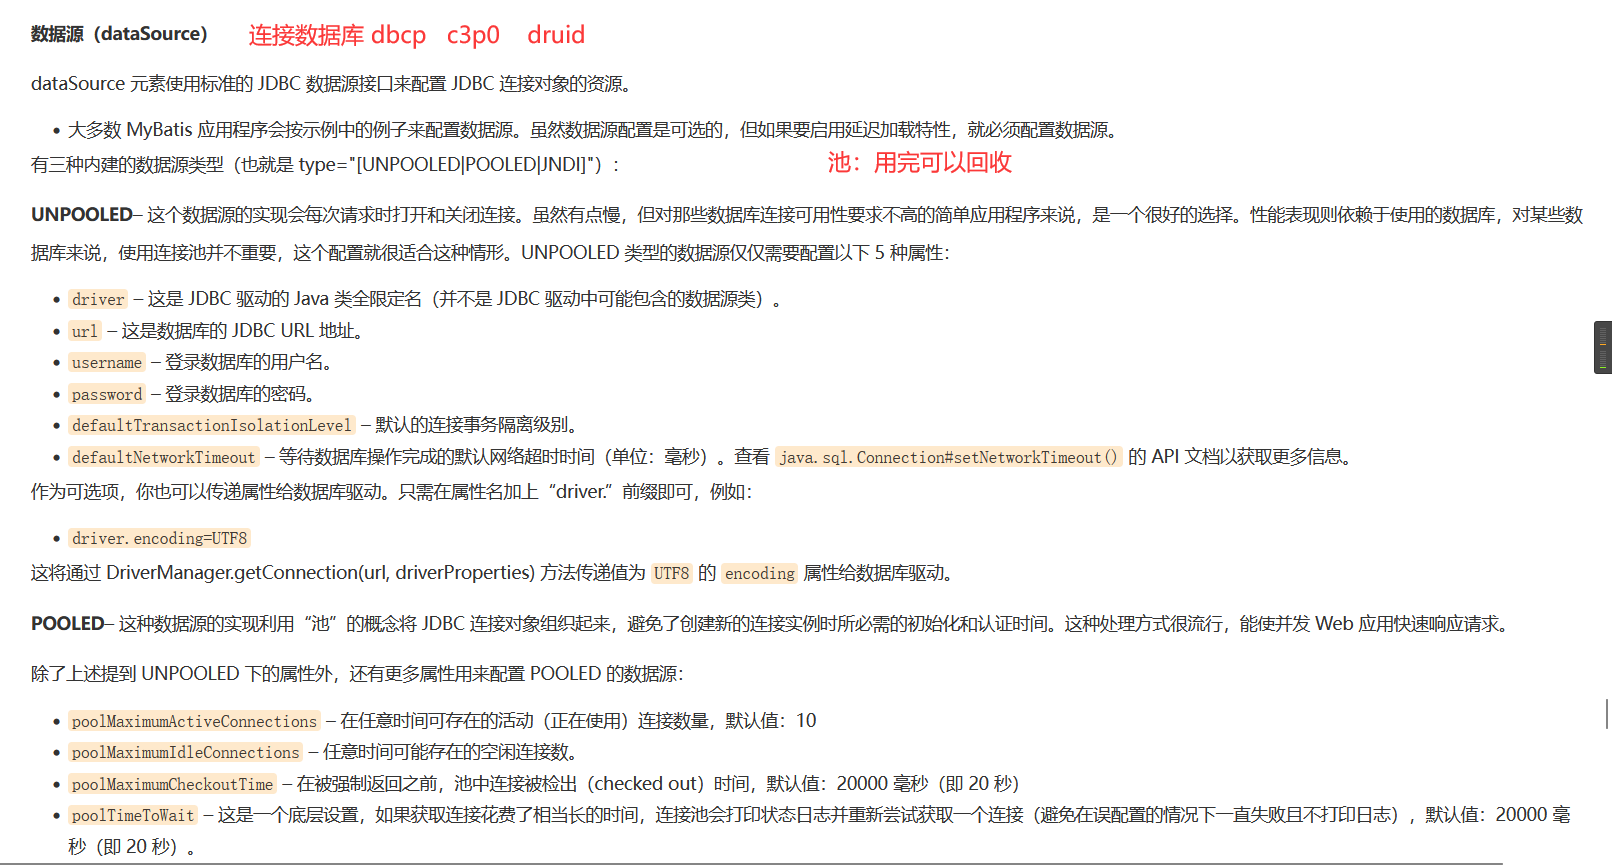 数据源（dataSource） 连接数据库 dbcp c3p0 druid
dataSource 元素使用标准的 JDBC 数据源接口来配置 JDBC 连接对象的资源。
• 大多数 MyBatis 应用程序会按示例中的例子来配置数据源。虽然数据源配置是可选的，但如果要启用延迟加载特性，就必须配置数据源。
有三种内建的数据源类型（也就是 type="[UNPOOLED|POOLED|JNDI]"）： 池：用完可以回收
UNPOOLED– 这个数据源的实现会每次请求时打开和关闭连接。虽然有点慢，但对那些数据库连接可用性要求不高的简单应用程序来说，是一个很好的选择。性能表现则依赖于使用的数据库，对某些数
据库来说，使用连接池并不重要，这个配置就很适合这种情形。UNPOOLED 类型的数据源仅仅需要配置以下 5 种属性：
• driver – 这是 JDBC 驱动的 Java 类全限定名（并不是 JDBC 驱动中可能包含的数据源类）。
• url – 这是数据库的 JDBC URL 地址。
• username – 登录数据库的用户名。
• password – 登录数据库的密码。
• defaultTransactionIsolationLevel – 默认的连接事务隔离级别。
• defaultNetworkTimeout – 等待数据库操作完成的默认网络超时时间（单位：毫秒）。查看 java.sql.Connection#setNetworkTimeout() 的 API 文档以获取更多信息。
作为可选项，你也可以传递属性给数据库驱动。只需在属性名加上“driver.”前缀即可，例如：
• driver.encoding=UTF8
这将通过 DriverManager.getConnection(url, driverProperties) 方法传递值为 UTF8 的 encoding 属性给数据库驱动。
POOLED– 这种数据源的实现利用“池”的概念将 JDBC 连接对象组织起来，避免了创建新的连接实例时所必需的初始化和认证时间。这种处理方式很流行，能使并发 Web 应用快速响应请求。
除了上述提到 UNPOOLED 下的属性外，还有更多属性用来配置 POOLED 的数据源：
• poolMaximumActiveConnections – 在任意时间可存在的活动（正在使用）连接数量，默认值：10
• poolMaximumIdleConnections – 任意时间可能存在的空闲连接数。
• poolMaximumCheckoutTime – 在被强制返回之前，池中连接被检出（checked out）时间，默认值：20000 毫秒（即 20 秒）
• poolTimeToWait – 这是一个底层设置，如果获取连接花费了相当长的时间，连接池会打印状态日志并重新尝试获取一个连接（避免在误配置的情况下一直失败且不打印日志），默认值：20000 毫
秒（即 20 秒）。